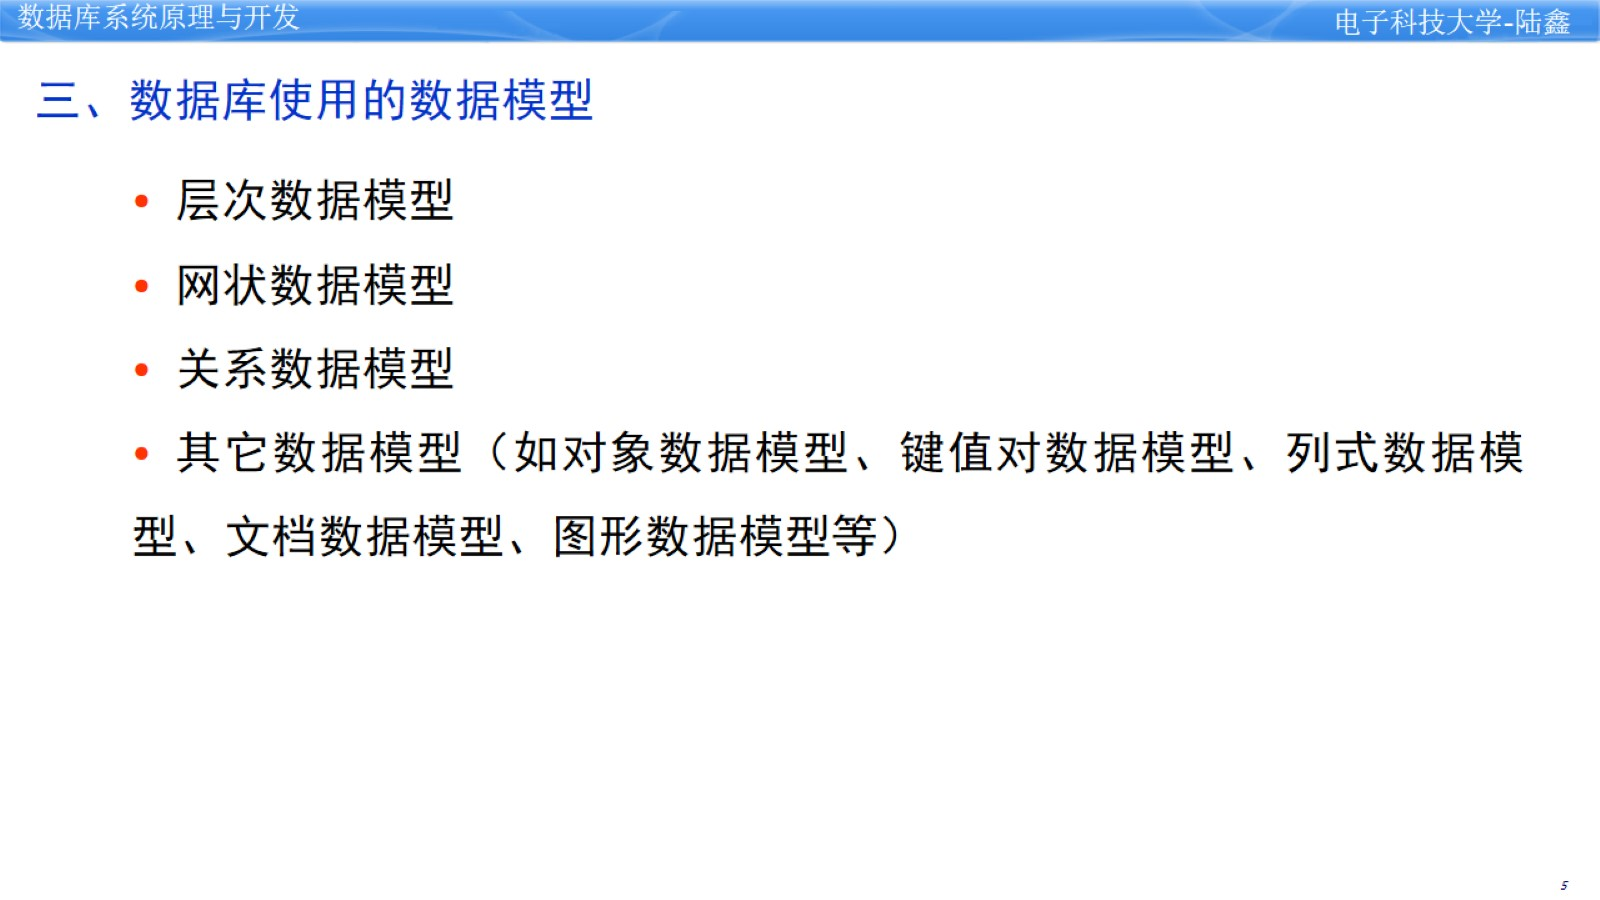 数据库系统原理与开发
电子科技大学-陆鑫
三、数据库使用的数据模型
• 层次数据模型
• 网状数据模型
• 关系数据模型
• 其它数据模型（如对象数据模型、键值对数据模型、列式数据模
型、文档数据模型、图形数据模型等）
5